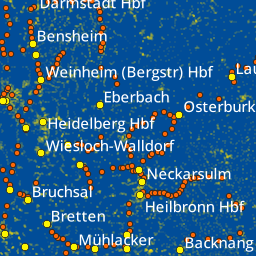 Darmstadt Hbf
Bensheim
Weinheim (Bergstr) Hbf
Lau
Eberbach
Osterburk
Heidelberg Hbf
Wiesloch-Walldorf
Neckarsulm
Bruchsal
Heilbronn Hbf
Bretten
Mühlacker
Backnang